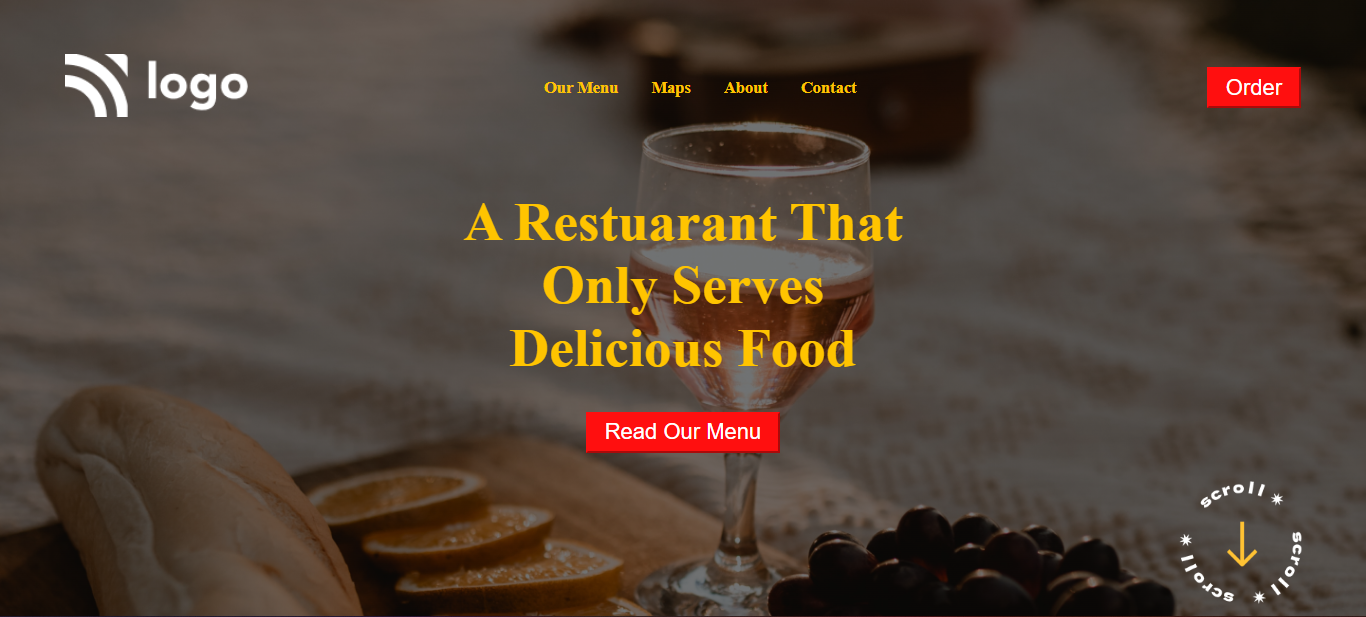 logo
Our Menu Maps About Contact
Order
A Restuarant That
Only Serves
Delicious Food
Read Our Menu
scroll ✷ scroll ✷ scroll ✷